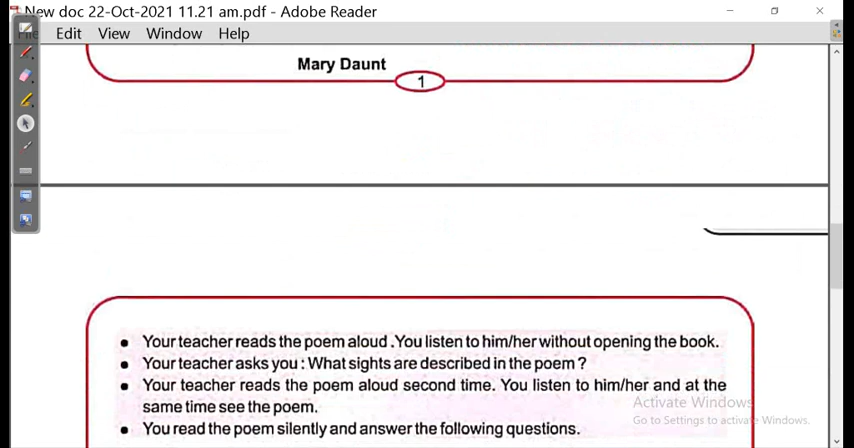 New doc 22-Oct-2021 11.21 am.pdf - Adobe Reader
Edit View Window Help
Mary Daunt
1
• Your teacher reads the poem aloud .You listen to him/her without opening the book.
• Your teacher asks you : What sights are described in the poem ?
• Your teacher reads the poem aloud second time. You listen to him/her and at the
same time see the poem.
• You read the poem silently and answer the following questions.
Activate Windows
Go to Settings to activate Windows.